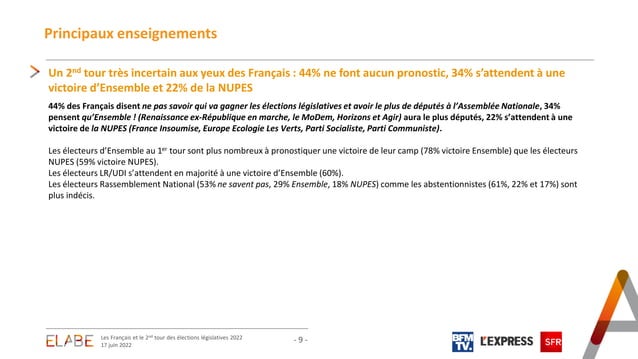 Principaux enseignements
Un 2nd tour très incertain aux yeux des Français : 44% ne font aucun pronostic, 34% s’attendent à une
victoire d’Ensemble et 22% de la NUPES
44% des Français disent ne pas savoir qui va gagner les élections législatives et avoir le plus de députés à l’Assemblée Nationale, 34%
pensent qu’Ensemble ! (Renaissance ex-République en marche, le MoDem, Horizons et Agir) aura le plus députés, 22% s’attendent à une
victoire de la NUPES (France Insoumise, Europe Ecologie Les Verts, Parti Socialiste, Parti Communiste).
Les électeurs d’Ensemble au 1er tour sont plus nombreux à pronostiquer une victoire de leur camp (78% victoire Ensemble) que les électeurs
NUPES (59% victoire NUPES).
Les électeurs LR/UDI s’attendent en majorité à une victoire d’Ensemble (60%).
Les électeurs Rassemblement National (53% ne savent pas, 29% Ensemble, 18% NUPES) comme les abstentionnistes (61%, 22% et 17%) sont
plus indécis.
ELABE
Les Français et le 2nd tour des élections législatives 2022
17 juin 2022
- 9 -
BFM
TV.
L'EXPRESS
SFR